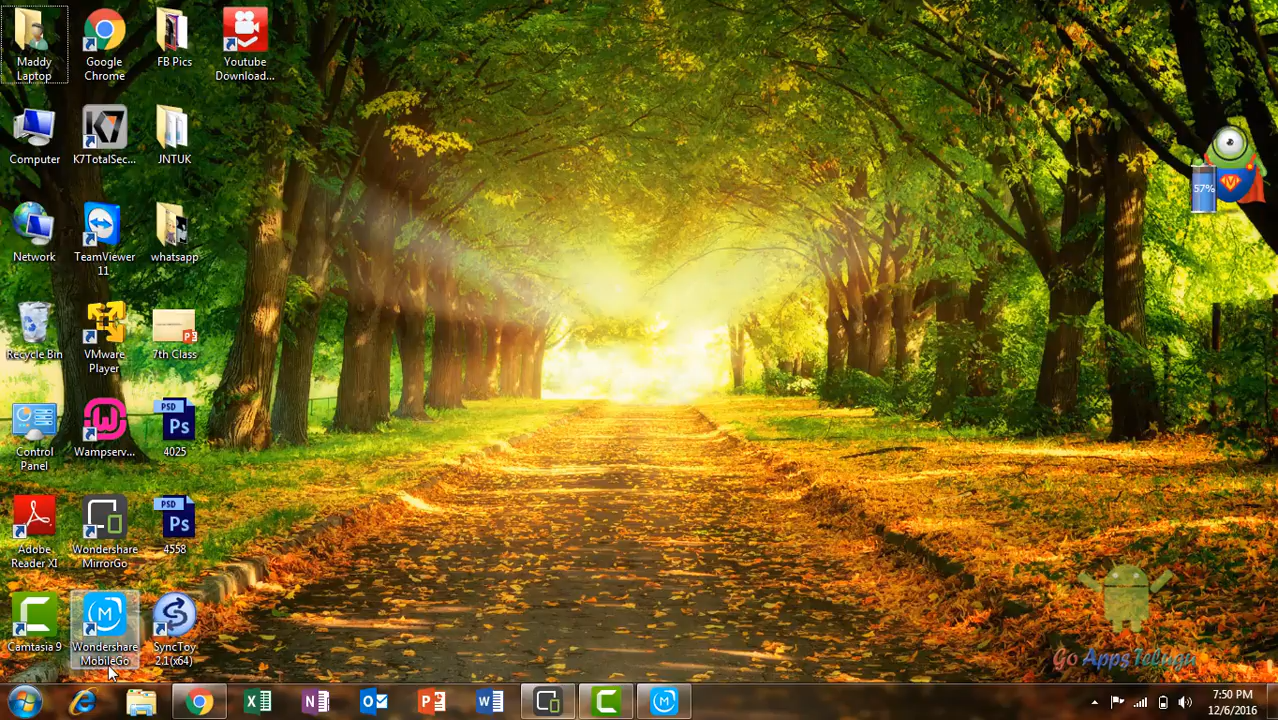 Maddy
Laptop
Google
Chrome
FB Pics
Youtube
Download...
Computer
K7
K7TotalSec...
JNTUK
Network
TeamViewer
11
whatsapp
57%
M
Recycle Bin
VMware
Player
P
7th Class
Control
Panel
W
Wampserv...
PSD
Ps
4025
Adobe
Reader XI
Wondershare
MirrorGo
PSD
Ps
4558
C
Camtasia 9
M
Wondershare
MobileGo
SyncToy
2.1(x64)
Go Apps Telugu
7:50 PM
12/6/2016